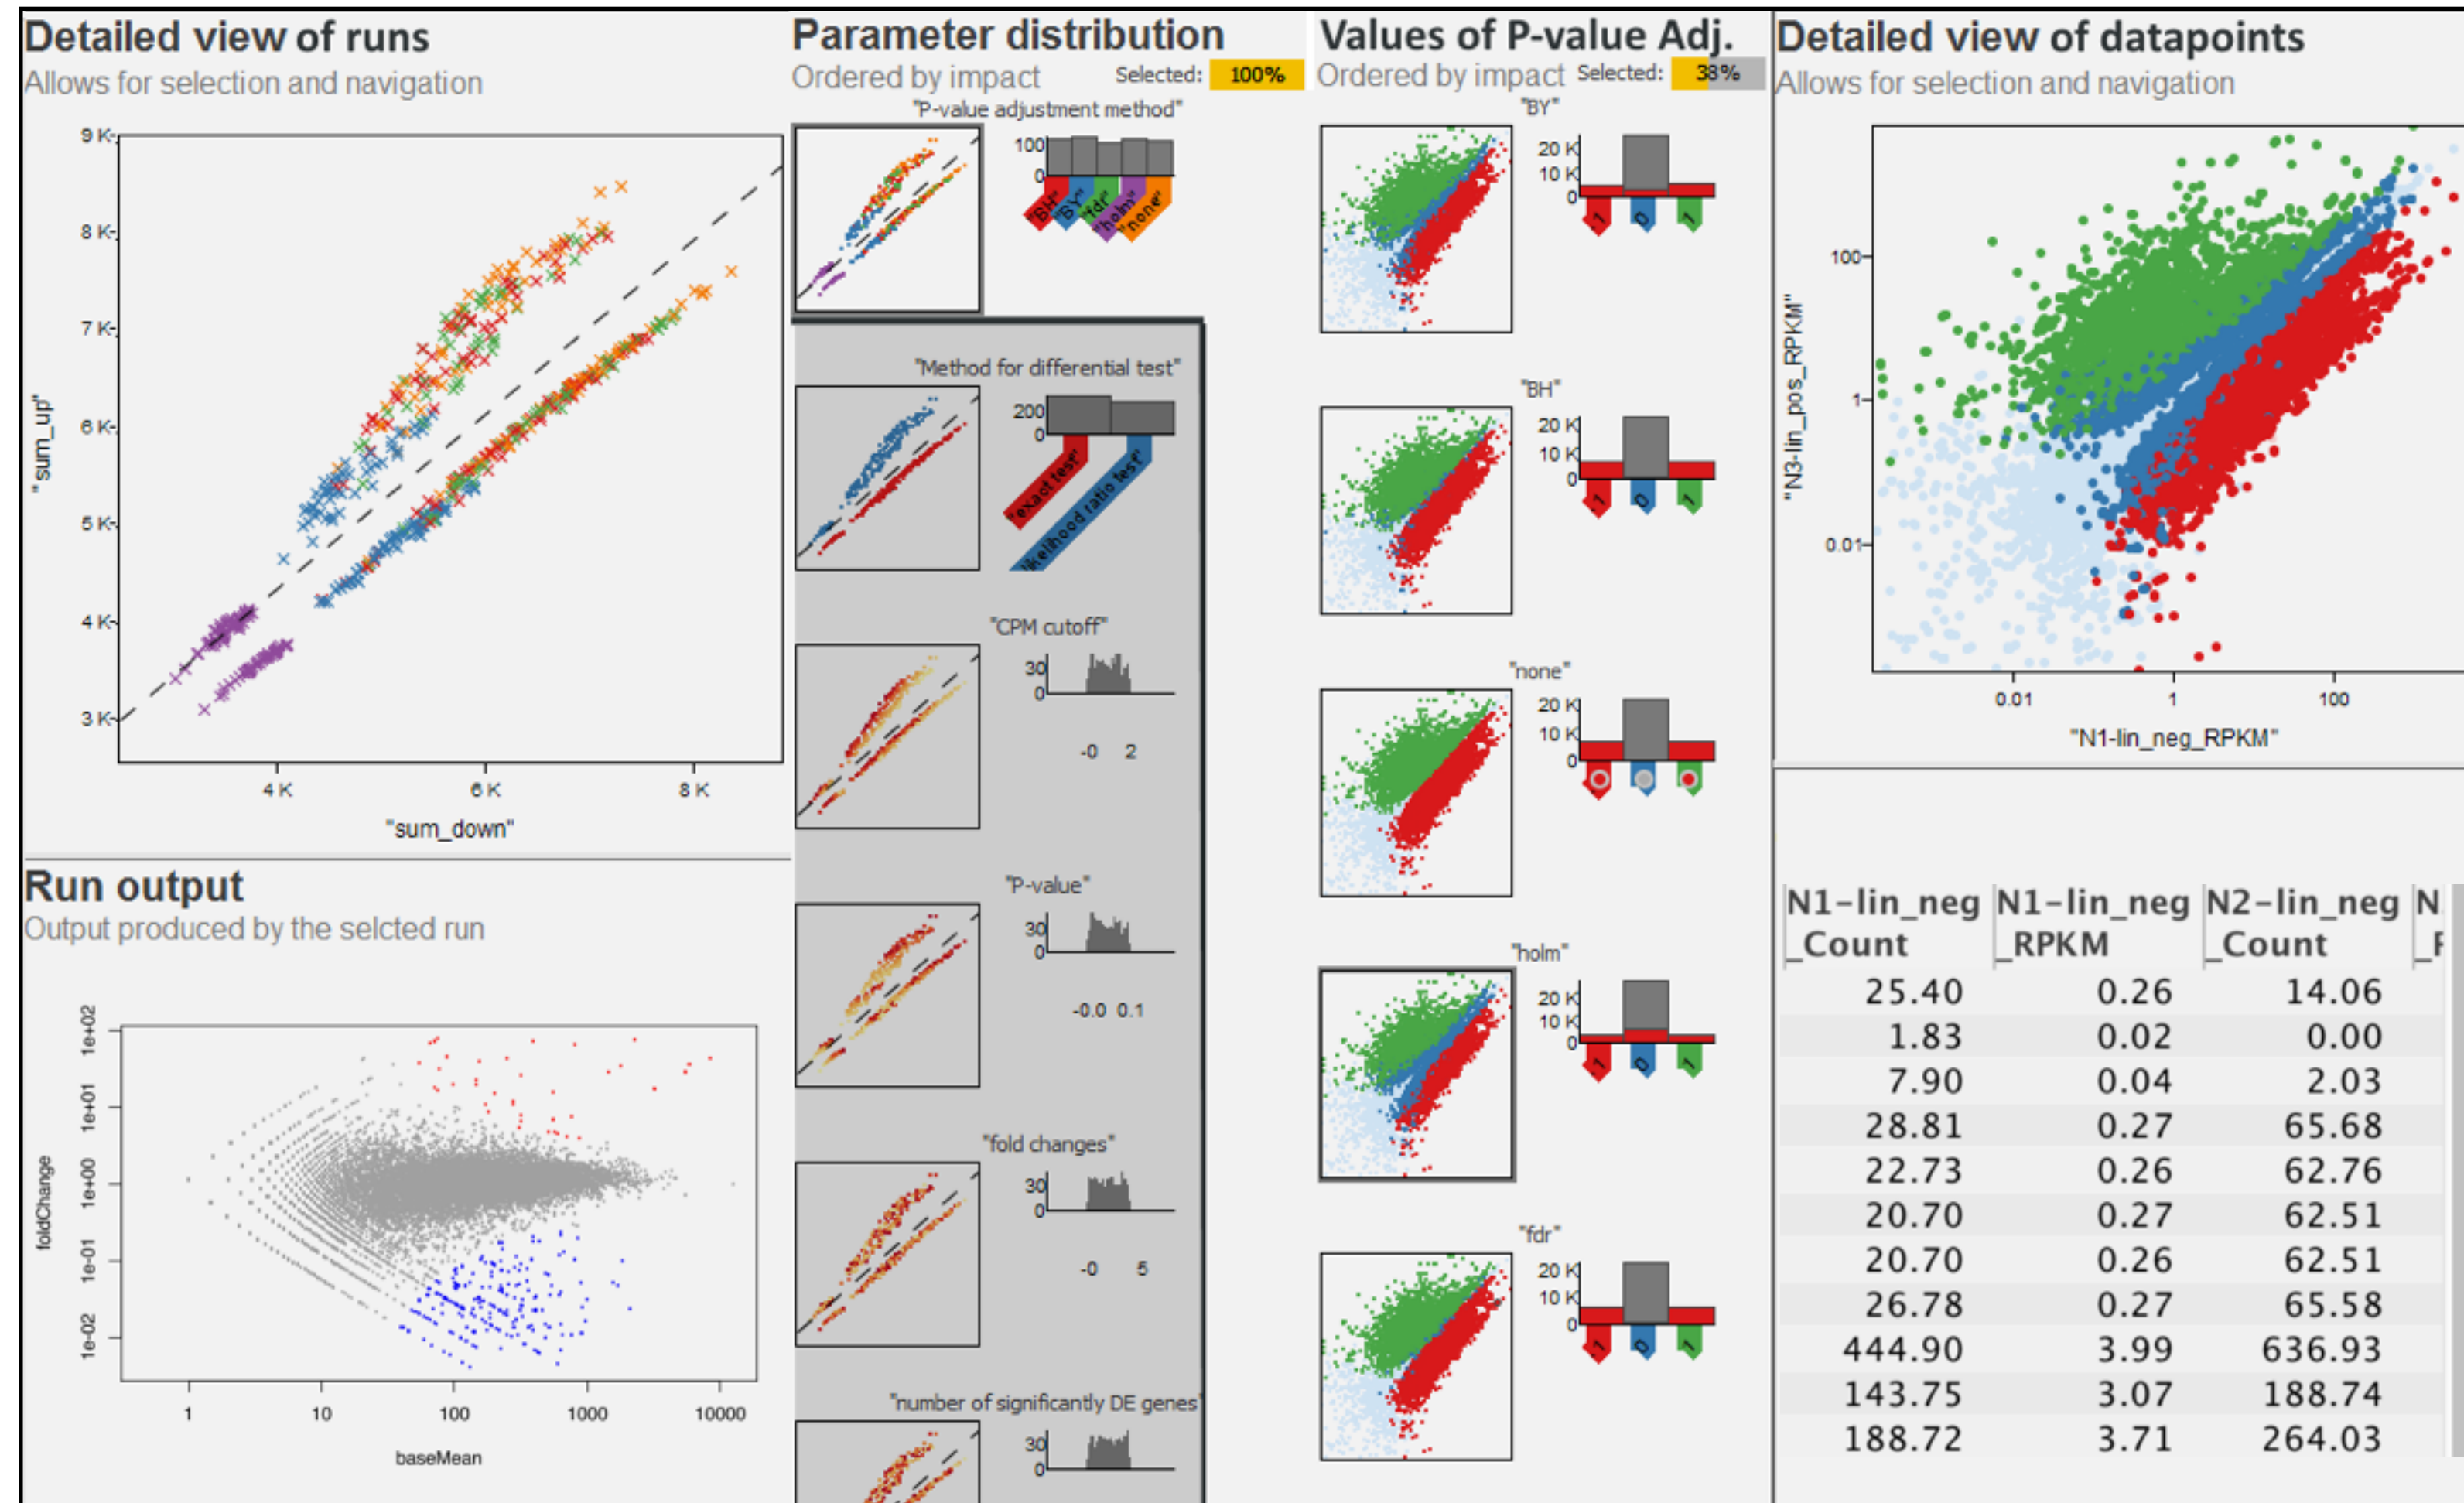 Detailed view of runs
Allows for selection and navigation
9 K
8 K
7 K
6 K
5 K
4 K
3 K
"sum_up"
4 K
6 K
8 K
"sum_down"
Run output
Output produced by the selcted run
1e+02
1e+01
1e+00
1e-01
1e-02
foldChange
1
10
100
1000
10000
baseMean
Parameter distribution
Ordered by impact
Selected: 100%
"P-value adjustment method"
100
0
"BH"
"BY"
"fdr"
"holm"
"none"
"Method for differential test"
200
0
"exact test"
likelihood ratio test"
"CPM cutoff"
30
0
-0 2
"P-value"
30
0
-0.0 0.1
"fold changes"
30
0
-0 5
"number of significantly DE genes"
30
0
Values of P-value Adj.
Ordered by impact
Selected: 38%
"BY"
20 K
10 K
0
-1 0 1
"BH"
20 K
10 K
0
-1 0 1
"none"
20 K
10 K
0
"holm"
20 K
10 K
0
-1 0 1
"fdr"
20 K
10 K
0
-1 0 1
Detailed view of datapoints
Allows for selection and navigation
100
1
0.01
"N3-lin_pos_RPKM"
0.01
1
100
"N1-lin_neg_RPKM"
N1-lin_neg N1-lin_neg N2-lin_neg N
_Count _RPKM _Count
25.40 0.26 14.06
1.83 0.02 0.00
7.90 0.04 2.03
28.81 0.27 65.68
22.73 0.26 62.76
20.70 0.27 62.51
20.70 0.26 62.51
26.78 0.27 65.58
444.90 3.99 636.93
143.75 3.07 188.74
188.72 3.71 264.03